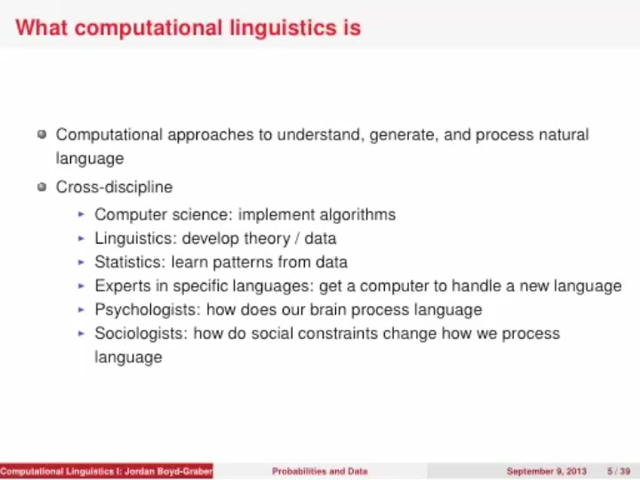 What computational linguistics is
Computational approaches to understand, generate, and process natural
language
Cross-discipline
Computer science: implement algorithms
Linguistics: develop theory / data
Statistics: learn patterns from data
Experts in specific languages: get a computer to handle a new language
Psychologists: how does our brain process language
Sociologists: how do social constraints change how we process
language
Computational Linguistics I: Jordan Boyd-Graber Probabilities and Data September 9, 2013 5 / 39